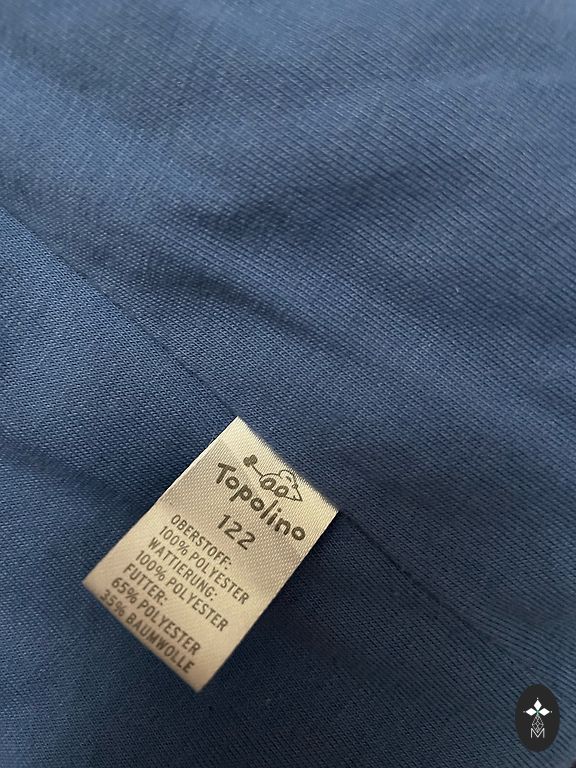 Topolino
122
OBERSTOFF:
100% POLYESTER
WATTIERUNG:
100% POLYESTER
FUTTER:
65% POLYESTER
35% BAUMWOLLE
M